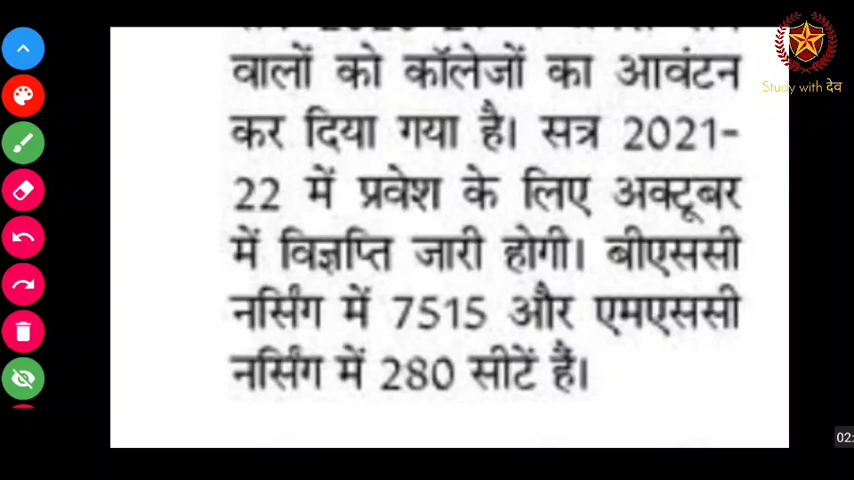 Study with देव
वालों को कॉलेजों का आवंटन
कर दिया गया है। सत्र 2021-
22 में प्रवेश के लिए अक्टूबर
में विज्ञप्ति जारी होगी। बीएससी
नर्सिंग में 7515 और एमएससी
नर्सिंग में 280 सीटें हैं।
02: